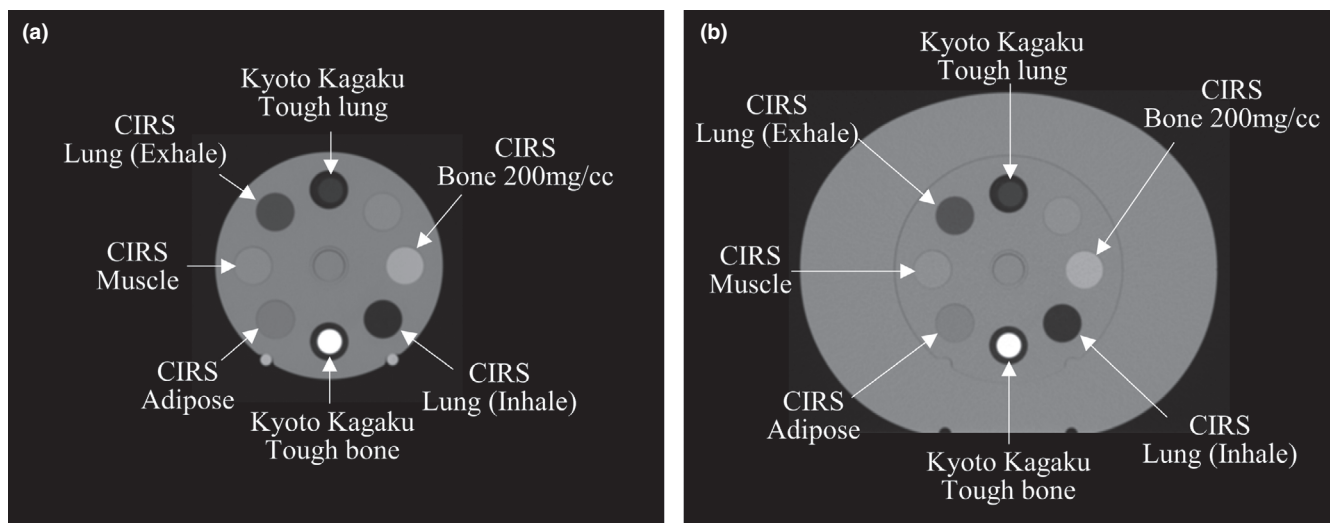 (a)
Kyoto Kagaku
Tough lung
CIRS
Lung (Exhale)
CIRS
Bone 200mg/cc
CIRS
Muscle
CIRS
Adipose
CIRS
Lung (Inhale)
Kyoto Kagaku
Tough bone
(b)
Kyoto Kagaku
Tough lung
CIRS
Lung (Exhale)
CIRS
Bone 200mg/cc
CIRS
Muscle
CIRS
Adipose
CIRS
Lung (Inhale)
Kyoto Kagaku
Tough bone